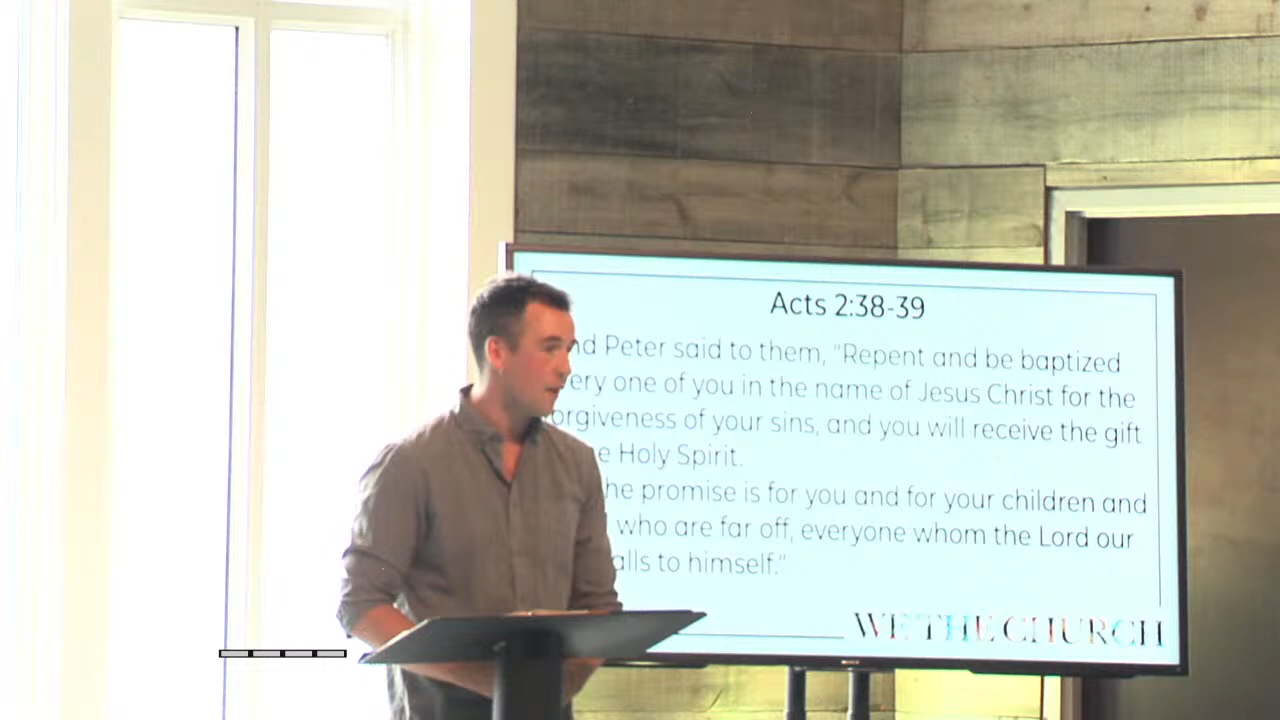 Acts 2:38-39
nd Peter said to them, "Repent and be baptized
very one of you in the name of Jesus Christ for the
orgiveness of your sins, and you will receive the gift
e Holy Spirit.
he promise is for you and for your children and
who are far off, everyone whom the Lord our
alls to himself."
WE THE CHURCH